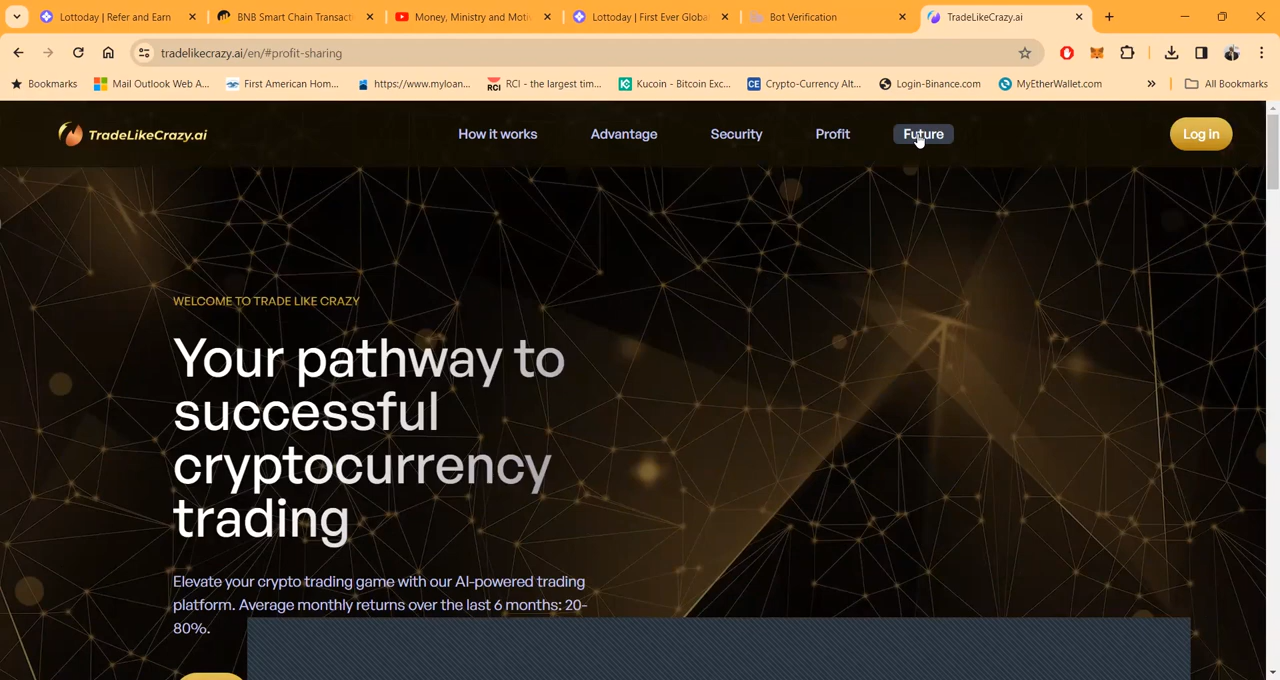 Lottoday | Refer and Earn
BNB Smart Chain Transacti
Money, Ministry and Moti
Lottoday | First Ever Globa
Bot Verification
TradeLikeCrazy.ai
tradelikecrazy.ai/en/#profit-sharing
Bookmarks
Mail Outlook Web A...
First American Hom...
https://www.myloan...
RCI - the largest tim...
Kucoin - Bitcoin Exc...
Crypto-Currency Alt...
Login-Binance.com
MyEtherWallet.com
All Bookmarks
TradeLikeCrazy.ai
How it works
Advantage
Security
Profit
Future
Log in
WELCOME TO TRADE LIKE CRAZY
Your pathway to
successful
cryptocurrency
trading
Elevate your crypto trading game with our AI-powered trading
platform. Average monthly returns over the last 6 months: 20-
80%.